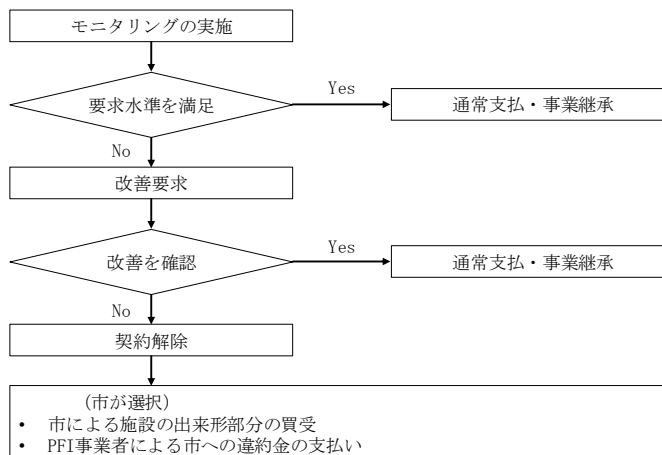 モニタリングの実施
要求水準を満足
Yes
通常支払・事業継承
No
改善要求
改善を確認
Yes
通常支払・事業継承
No
契約解除
(市が選択)
• 市による施設の出来形部分の買受
• PFI事業者による市への違約金の支払い